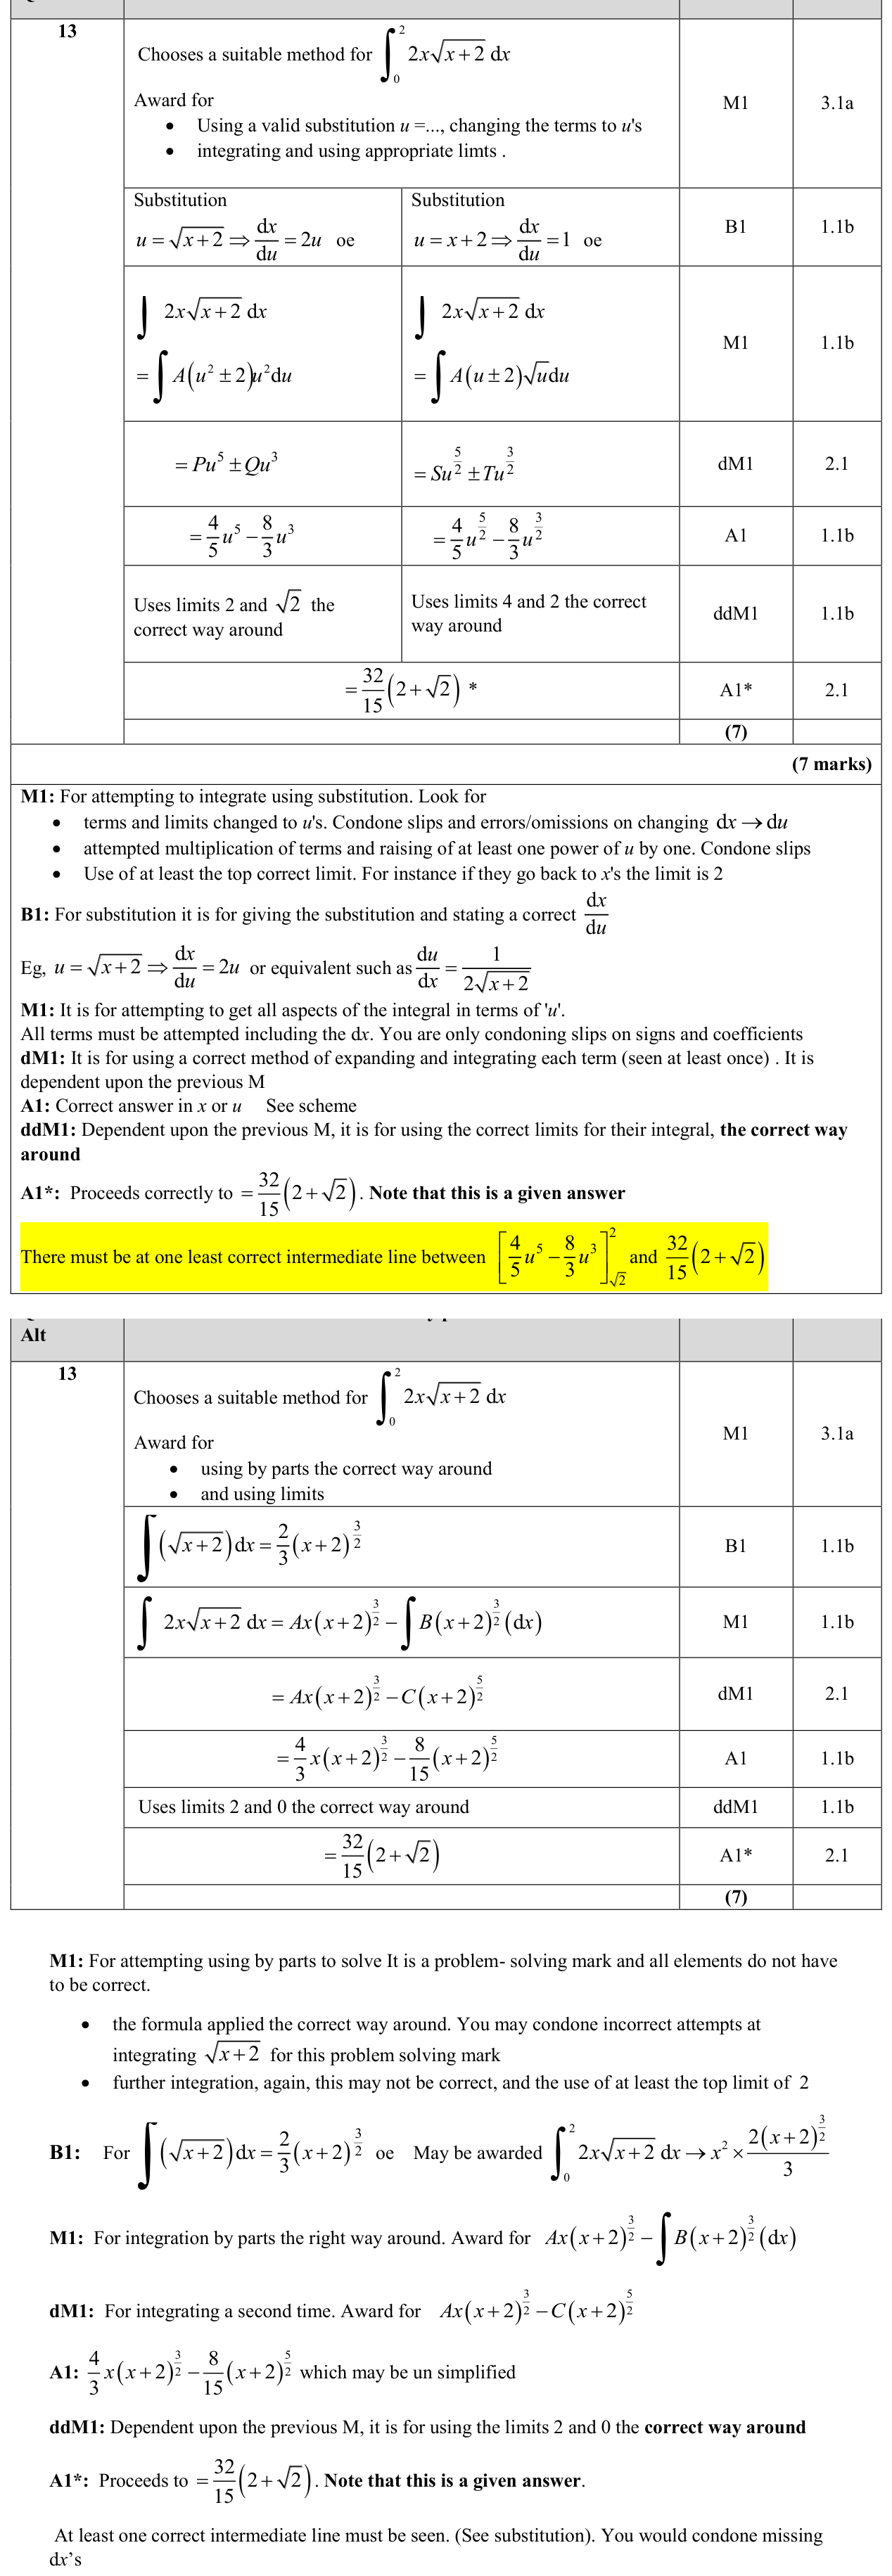 13
Chooses a suitable method for ∫₀² 2x√(x+2) dx
M1
3.1a
Award for
• Using a valid substitution u =..., changing the terms to u's
• integrating and using appropriate limts .
Substitution
u = √(x+2) ⇒ dx/du = 2u oe
Substitution
u = x+2 ⇒ dx/du = 1 oe
B1
1.1b
∫ 2x√(x+2) dx
= ∫ A(u² ± 2)u² du
∫ 2x√(x+2) dx
= ∫ A(u ± 2)√u du
M1
1.1b
= Pu⁵ ± Qu³
= Su^(5/2) ± Tu^(3/2)
dM1
2.1
= 4/5 u⁵ − 8/3 u³
= 4/5 u^(5/2) − 8/3 u^(3/2)
A1
1.1b
Uses limits 2 and √2 the
correct way around
Uses limits 4 and 2 the correct
way around
ddM1
1.1b
= 32/15 (2+√2) *
A1*
2.1
(7)
(7 marks)
M1: For attempting to integrate using substitution. Look for
• terms and limits changed to u's. Condone slips and errors/omissions on changing dx → du
• attempted multiplication of terms and raising of at least one power of u by one. Condone slips
• Use of at least the top correct limit. For instance if they go back to x's the limit is 2
B1: For substitution it is for giving the substitution and stating a correct dx/du
Eg, u = √(x+2) ⇒ dx/du = 2u or equivalent such as du/dx = 1/(2√(x+2))
M1: It is for attempting to get all aspects of the integral in terms of 'u'.
All terms must be attempted including the dx. You are only condoning slips on signs and coefficients
dM1: It is for using a correct method of expanding and integrating each term (seen at least once) . It is
dependent upon the previous M
A1: Correct answer in x or u See scheme
ddM1: Dependent upon the previous M, it is for using the correct limits for their integral, the correct way
around
A1*: Proceeds correctly to = 32/15 (2+√2). Note that this is a given answer
There must be at one least correct intermediate line between [4/5 u⁵ − 8/3 u³]_√2^2 and 32/15 (2+√2)
Alt
13
Chooses a suitable method for ∫₀² 2x√(x+2) dx
M1
3.1a
Award for
• using by parts the correct way around
• and using limits
∫ (√(x+2)) dx = 2/3 (x+2)^(3/2)
B1
1.1b
∫ 2x√(x+2) dx = Ax(x+2)^(3/2) − ∫ B(x+2)^(3/2) (dx)
M1
1.1b
= Ax(x+2)^(3/2) − C(x+2)^(5/2)
dM1
2.1
= 4/3 x(x+2)^(3/2) − 8/15 (x+2)^(5/2)
A1
1.1b
Uses limits 2 and 0 the correct way around
ddM1
1.1b
= 32/15 (2+√2)
A1*
2.1
(7)
M1: For attempting using by parts to solve It is a problem- solving mark and all elements do not have
to be correct.
• the formula applied the correct way around. You may condone incorrect attempts at
integrating √(x+2) for this problem solving mark
• further integration, again, this may not be correct, and the use of at least the top limit of 2
B1: For ∫ (√(x+2)) dx = 2/3 (x+2)^(3/2) oe May be awarded ∫₀² 2x√(x+2) dx → x² × 2(x+2)^(3/2)/3
M1: For integration by parts the right way around. Award for Ax(x+2)^(3/2) − ∫ B(x+2)^(3/2) (dx)
dM1: For integrating a second time. Award for Ax(x+2)^(3/2) − C(x+2)^(5/2)
A1: 4/3 x(x+2)^(3/2) − 8/15 (x+2)^(5/2) which may be un simplified
ddM1: Dependent upon the previous M, it is for using the limits 2 and 0 the correct way around
A1*: Proceeds to = 32/15 (2+√2). Note that this is a given answer.
At least one correct intermediate line must be seen. (See substitution). You would condone missing
dx's